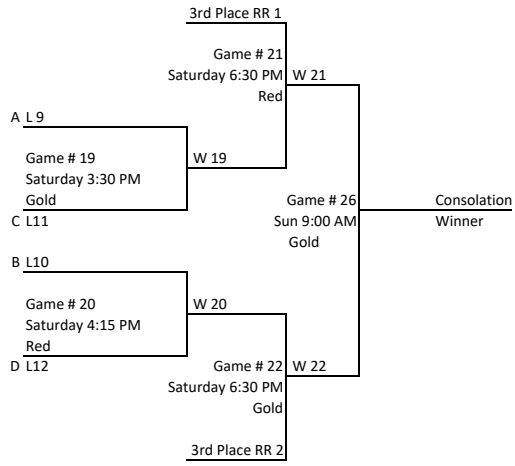 3rd Place RR 1
Game # 21
Saturday 6:30 PM
Red
W 21
A L 9
Game # 19
Saturday 3:30 PM
Gold
C L11
W 19
Game # 26
Sun 9:00 AM
Gold
Consolation
Winner
B L10
Game # 20
Saturday 4:15 PM
Red
D L12
W 20
Game # 22
Saturday 6:30 PM
Gold
W 22
3rd Place RR 2